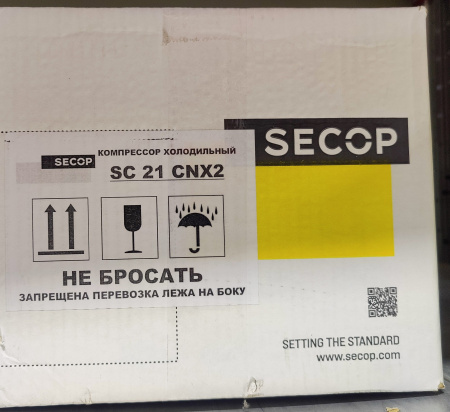 SECOP
КОМПРЕССОР ХОЛОДИЛЬНЫЙ
SECOP
SC 21 CNX2
НЕ БРОСАТЬ
ЗАПРЕЩЕНА ПЕРЕВОЗКА ЛЕЖА НА БОКУ
SETTING THE STANDARD
www.secop.com